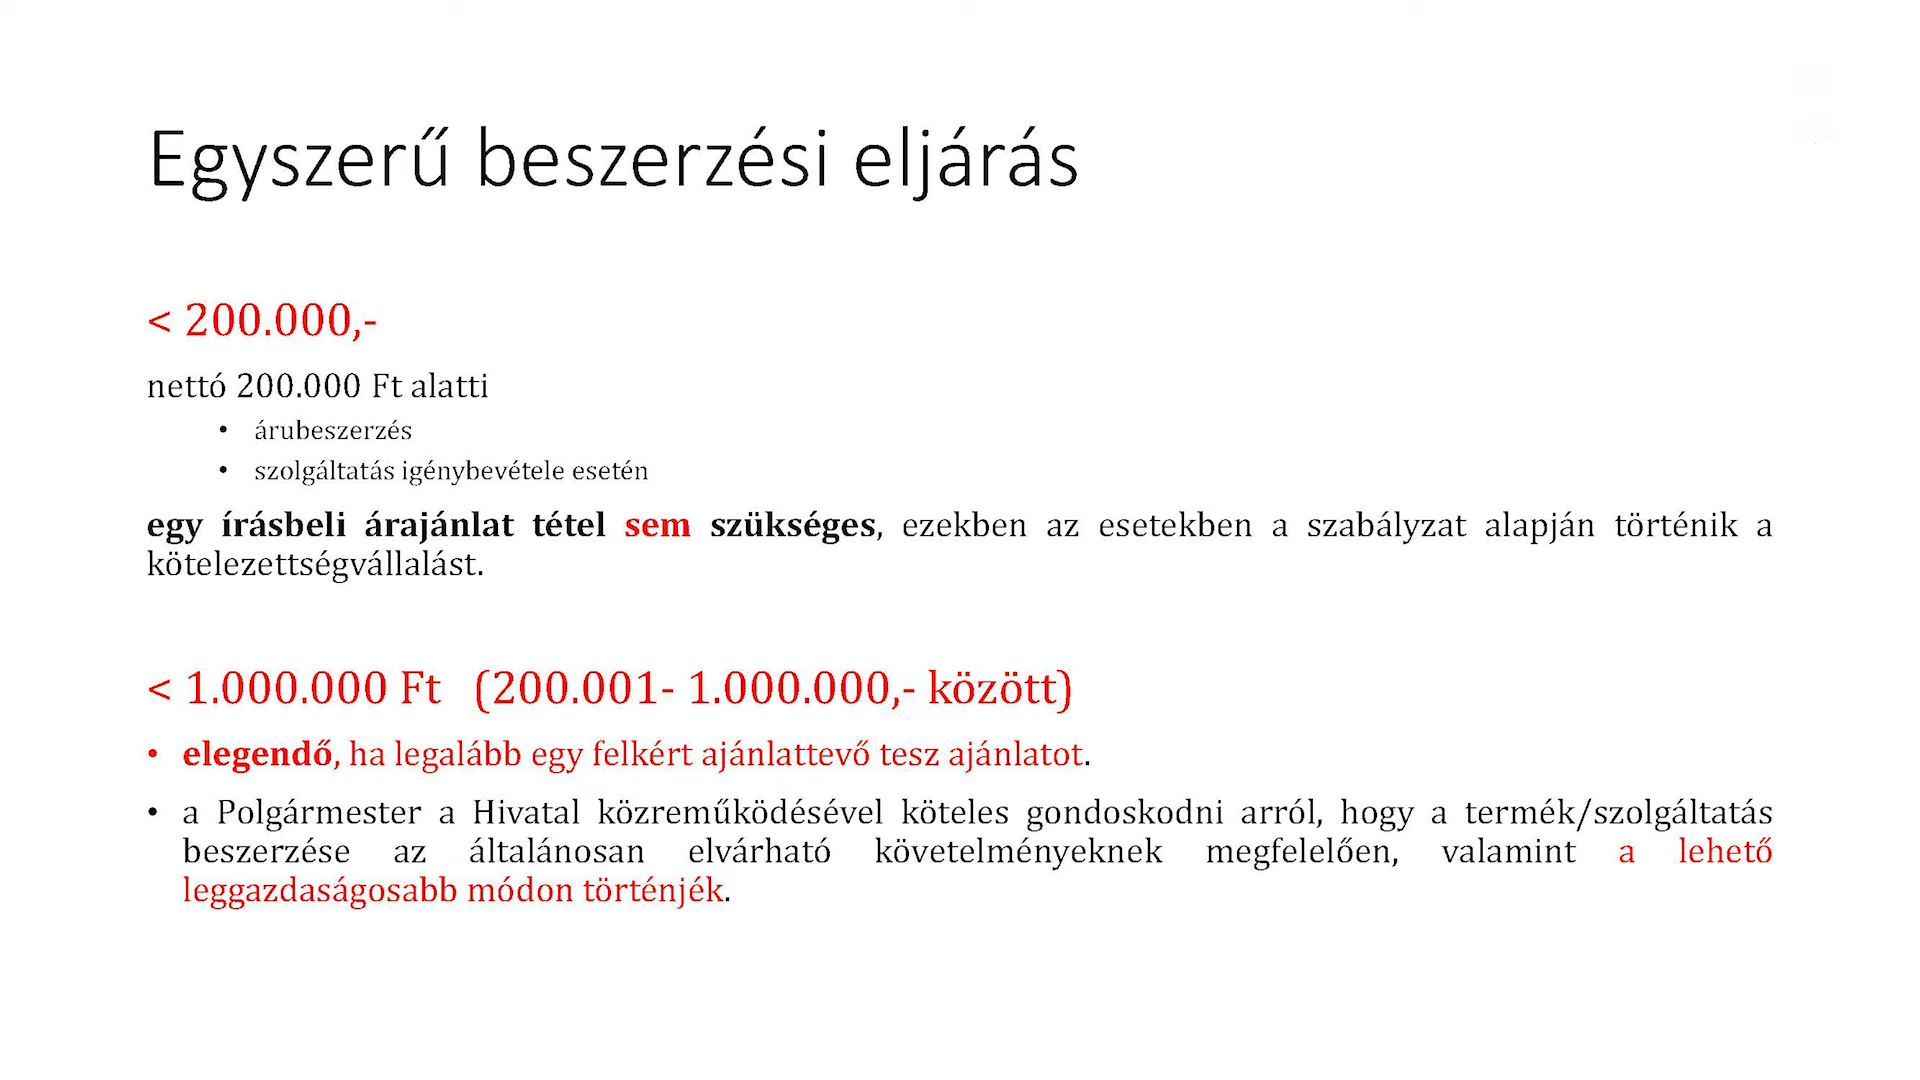 Egyszerű beszerzési eljárás
< 200.000,-
nettó 200.000 Ft alatti
• árubeszerzés
• szolgáltatás igénybevétele esetén
egy írásbeli árajánlat tétel sem szükséges, ezekben az esetekben a szabályzat alapján történik a
kötelezettségvállalást.
< 1.000.000 Ft (200.001- 1.000.000,- között)
• elegendő, ha legalább egy felkért ajánlattevő tesz ajánlatot.
• a Polgármester a Hivatal közreműködésével köteles gondoskodni arról, hogy a termék/szolgáltatás
beszerzése az általánosan elvárható követelményeknek megfelelően, valamint a lehető
leggazdaságosabb módon történjék.